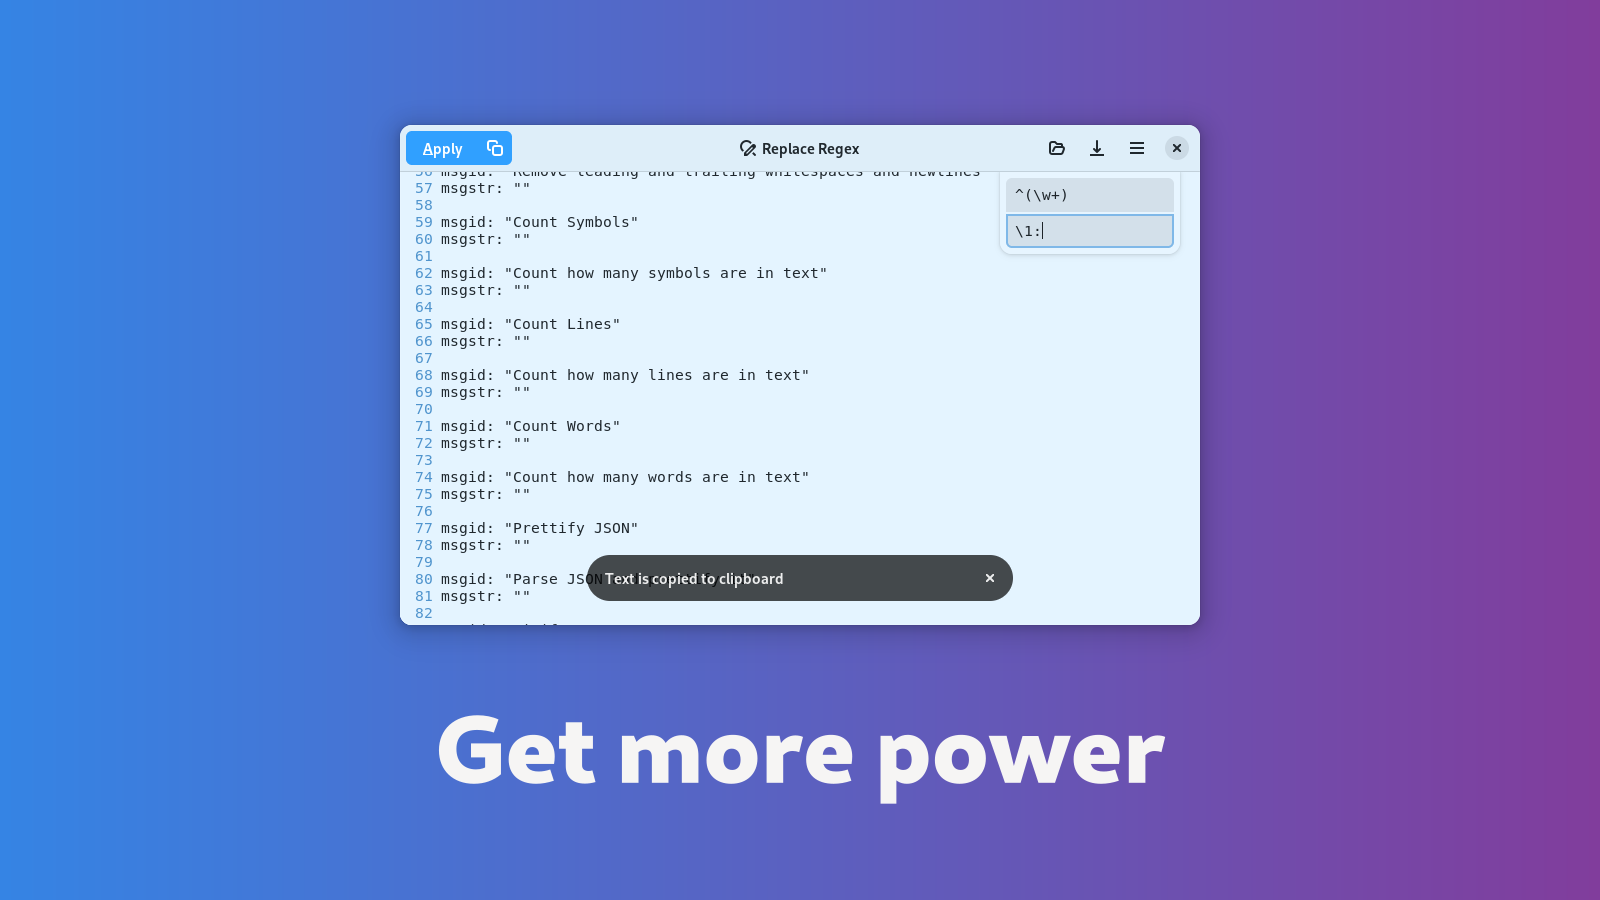 Apply
Replace Regex
56 msgid: "Remove leading and trailing whitespaces and newlines
57 msgstr: ""
58
59 msgid: "Count Symbols"
60 msgstr: ""
61
62 msgid: "Count how many symbols are in text"
63 msgstr: ""
64
65 msgid: "Count Lines"
66 msgstr: ""
67
68 msgid: "Count how many lines are in text"
69 msgstr: ""
70
71 msgid: "Count Words"
72 msgstr: ""
73
74 msgid: "Count how many words are in text"
75 msgstr: ""
76
77 msgid: "Prettify JSON"
78 msgstr: ""
79
80 msgid: "Parse JSON
81 msgstr: ""
82
^(\w+)
\1:
Text is copied to clipboard
Get more power